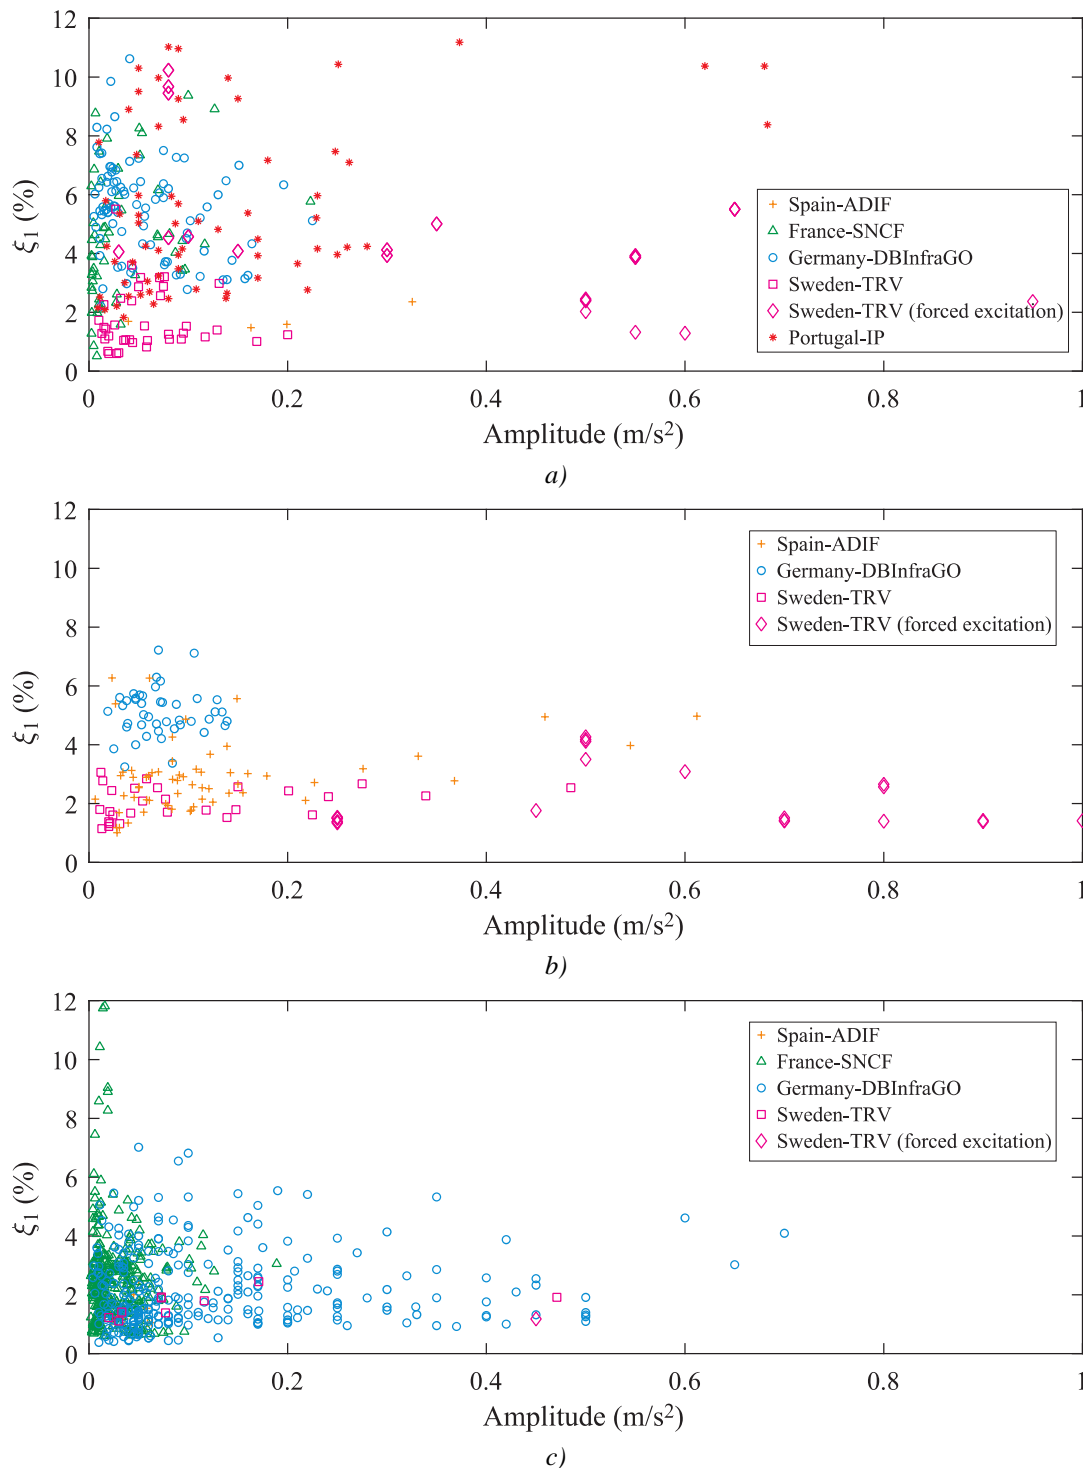 12
10
8
6
4
2
0
ξ1 (%)
Spain-ADIF
France-SNCF
Germany-DBInfraGO
Sweden-TRV
Sweden-TRV (forced excitation)
Portugal-IP
0 0.2 0.4 0.6 0.8 1
Amplitude (m/s²)
a)
12
10
8
6
4
2
0
ξ1 (%)
Spain-ADIF
Germany-DBInfraGO
Sweden-TRV
Sweden-TRV (forced excitation)
0 0.2 0.4 0.6 0.8 1
Amplitude (m/s²)
b)
12
10
8
6
4
2
0
ξ1 (%)
Spain-ADIF
France-SNCF
Germany-DBInfraGO
Sweden-TRV
Sweden-TRV (forced excitation)
0 0.2 0.4 0.6 0.8 1
Amplitude (m/s²)
c)